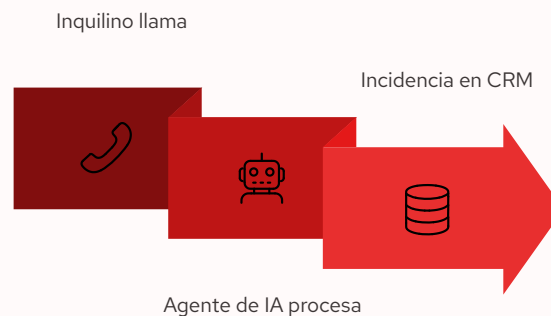 Inquilino llama
Incidencia en CRM
Agente de IA procesa